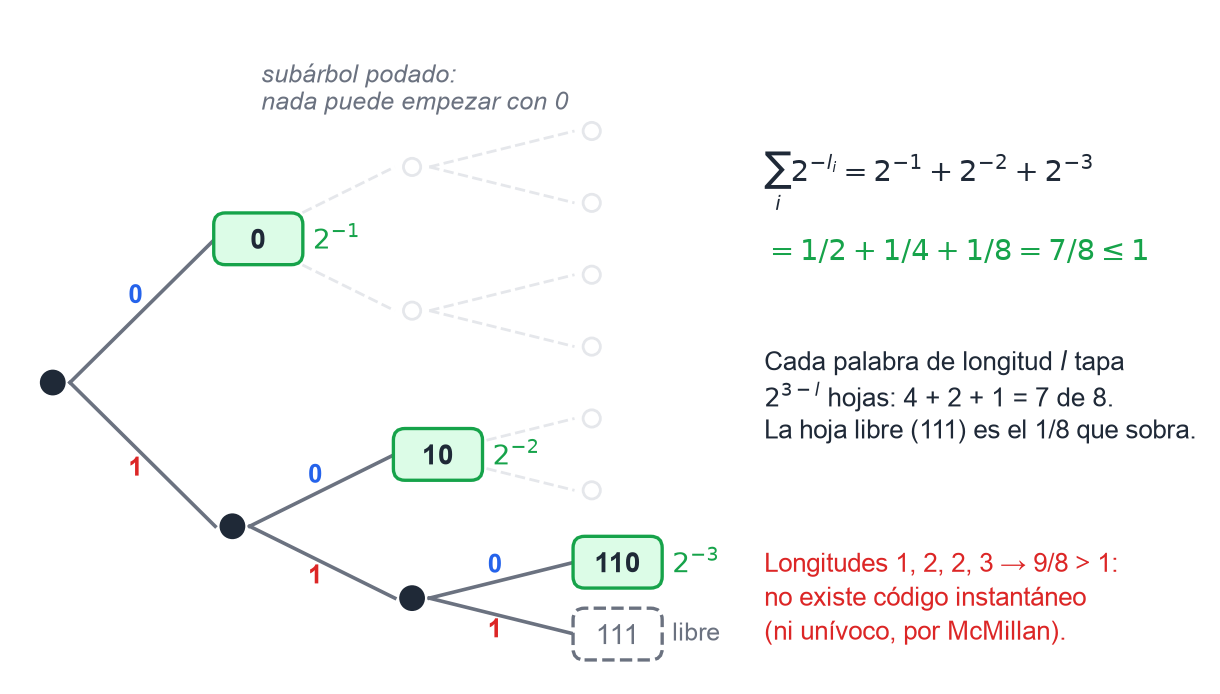 subárbol podado:
nada puede empezar con 0
0
2⁻¹
0
1
0
10
2⁻²
1
0
110
2⁻³
1
111
libre
∑ᵢ 2^{-lᵢ} = 2⁻¹ + 2⁻² + 2⁻³
= 1/2 + 1/4 + 1/8 = 7/8 ≤ 1
Cada palabra de longitud l tapa
2^{3−l} hojas: 4 + 2 + 1 = 7 de 8.
La hoja libre (111) es el 1/8 que sobra.
Longitudes 1, 2, 2, 3 → 9/8 > 1:
no existe código instantáneo
(ni unívoco, por McMillan).